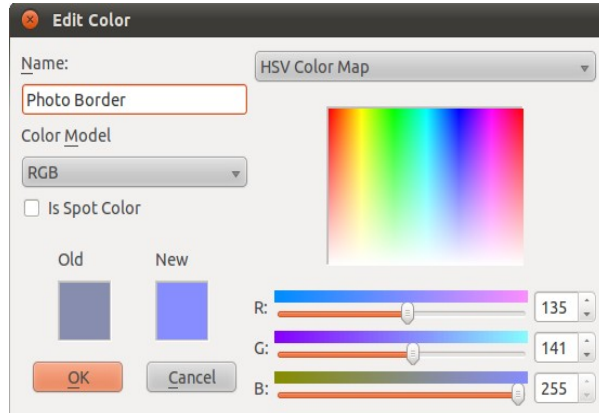 Edit Color
Name:
HSV Color Map
Photo Border
Color Model
RGB
Is Spot Color
Old New
R: 135
G: 141
B: 255
OK Cancel